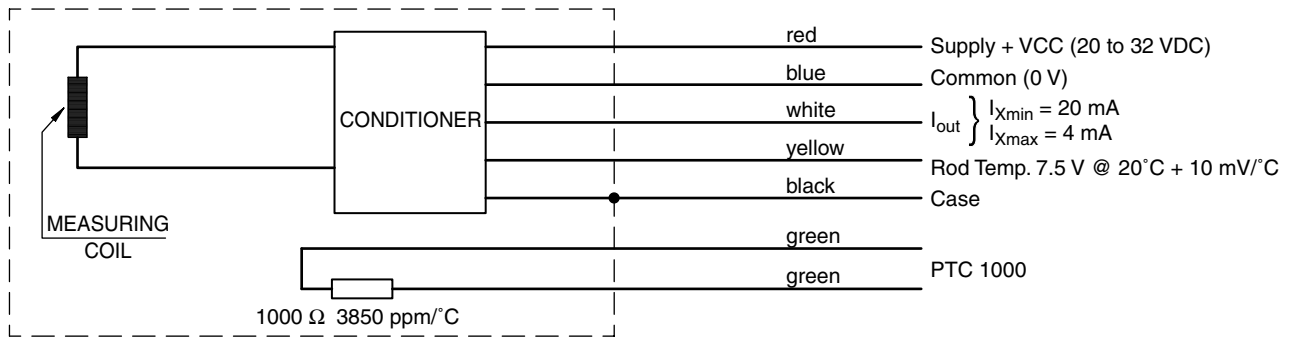 red
Supply + VCC (20 to 32 VDC)
blue
Common (0 V)
CONDITIONER
white
Iout } IXmin = 20 mA
IXmax = 4 mA
yellow
Rod Temp. 7.5 V @ 20°C + 10 mV/°C
black
Case
MEASURING
COIL
green
green
PTC 1000
1000 Ω 3850 ppm/°C